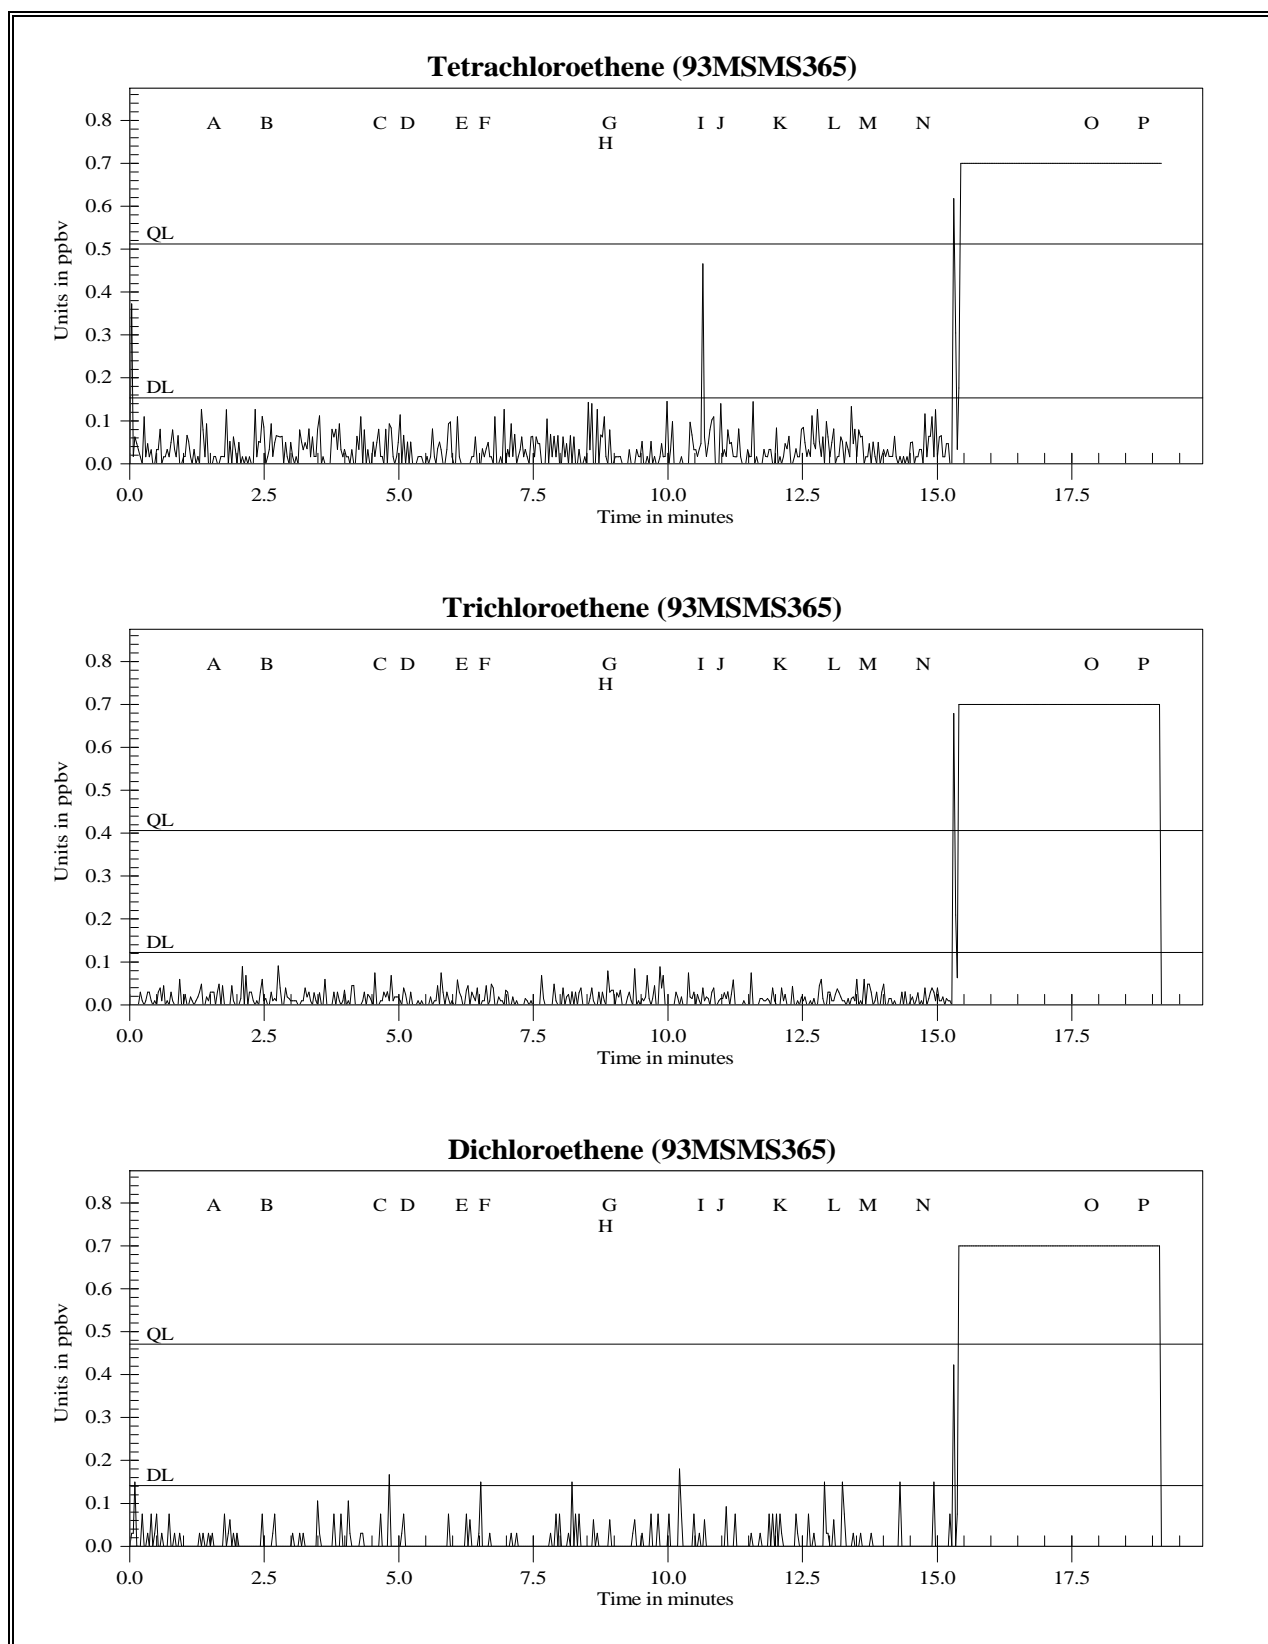 Tetrachloroethene (93MSMS365)
A B C D E F G I J K L M N O P
H
0.8
0.7
0.6
QL
0.5
0.4
0.3
0.2
DL
0.1
0.0
Units in ppbv
0.0 2.5 5.0 7.5 10.0 12.5 15.0 17.5
Time in minutes
Trichloroethene (93MSMS365)
A B C D E F G I J K L M N O P
H
0.8
0.7
0.6
0.5
QL
0.4
0.3
0.2
DL
0.1
0.0
Units in ppbv
0.0 2.5 5.0 7.5 10.0 12.5 15.0 17.5
Time in minutes
Dichloroethene (93MSMS365)
A B C D E F G I J K L M N O P
H
0.8
0.7
0.6
0.5
QL
0.4
0.3
0.2
DL
0.1
0.0
Units in ppbv
0.0 2.5 5.0 7.5 10.0 12.5 15.0 17.5
Time in minutes